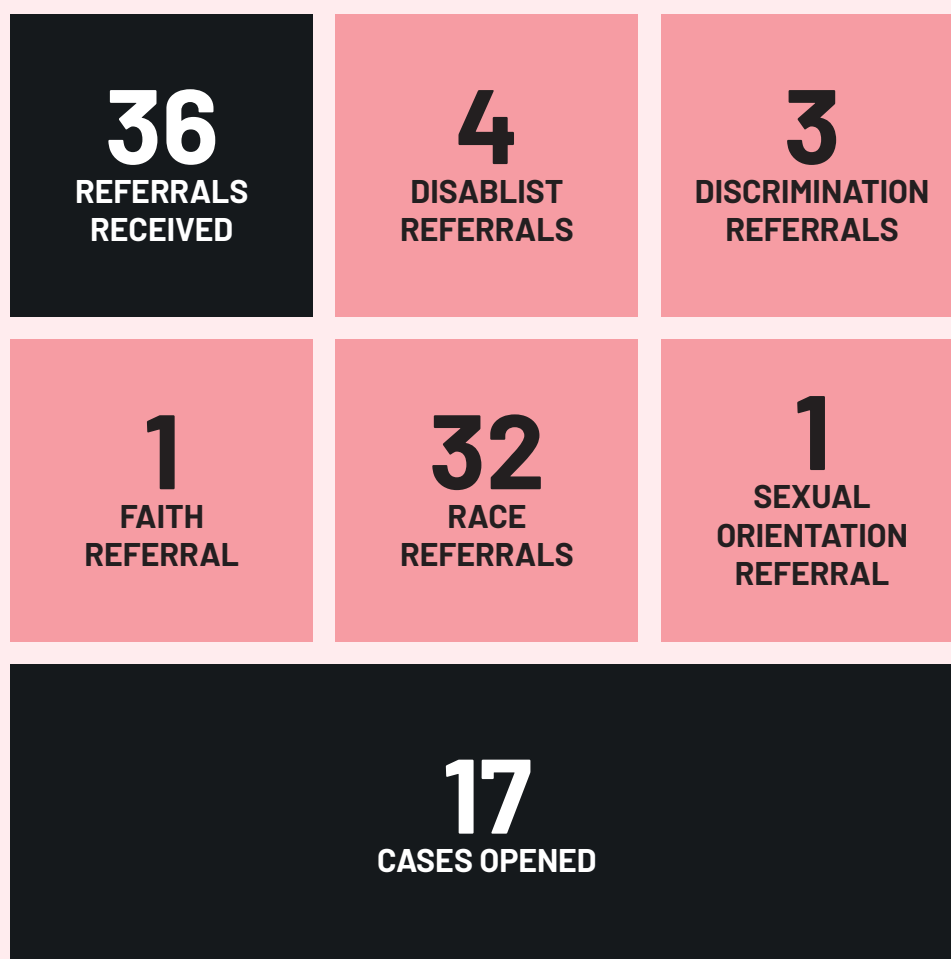 36
REFERRALS
RECEIVED
4
DISABLIST
REFERRALS
3
DISCRIMINATION
REFERRALS
1
FAITH
REFERRAL
32
RACE
REFERRALS
1
SEXUAL
ORIENTATION
REFERRAL
17
CASES OPENED